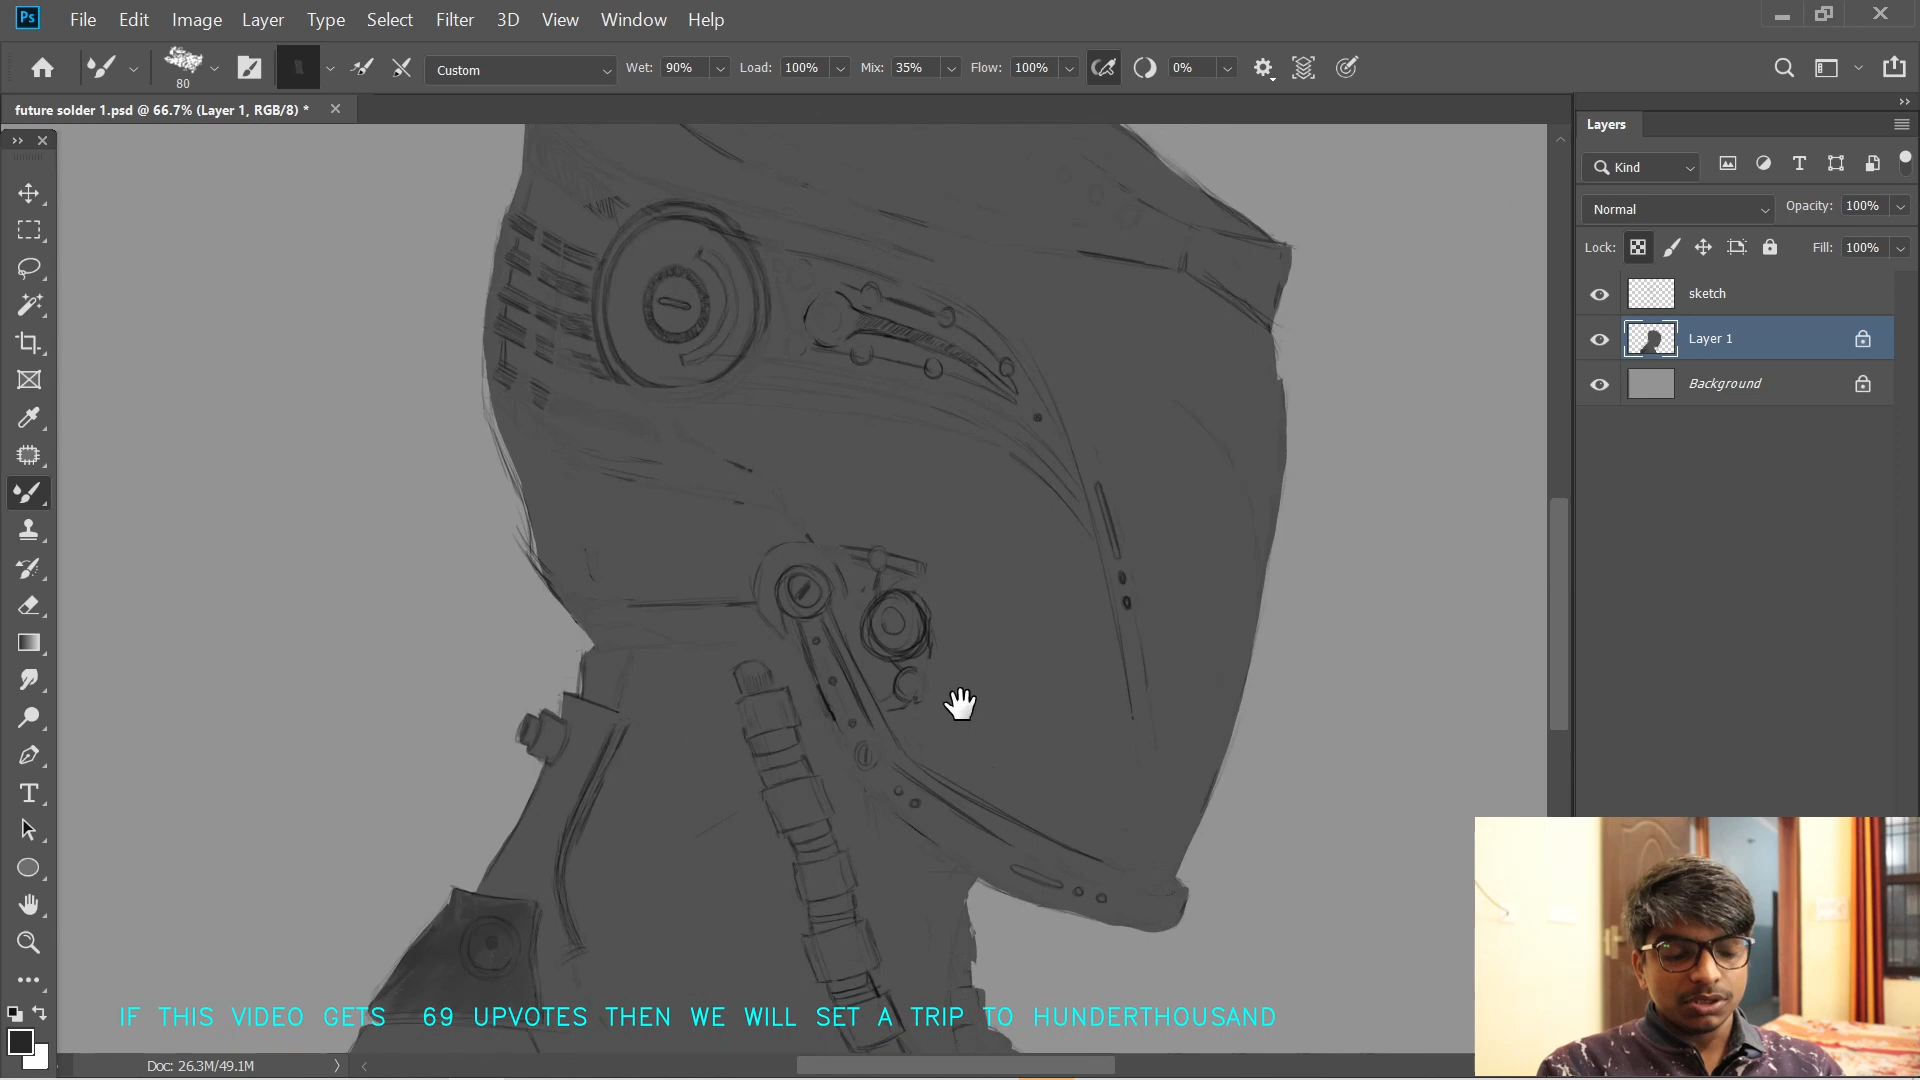 Ps File Edit Image Layer Type Select Filter 3D View Window Help
80 Custom Wet: 90% Load: 100% Mix: 35% Flow: 100% 0%
future solder 1.psd @ 66.7% (Layer 1, RGB/8) *
Layers
Kind
Normal Opacity: 100%
Lock: Fill: 100%
sketch
Layer 1
Background
IF THIS VIDEO GETS 69 UPVOTES THEN WE WILL SET A TRIP TO HUNDERTHOUSAND
Doc: 26.3M/49.1M